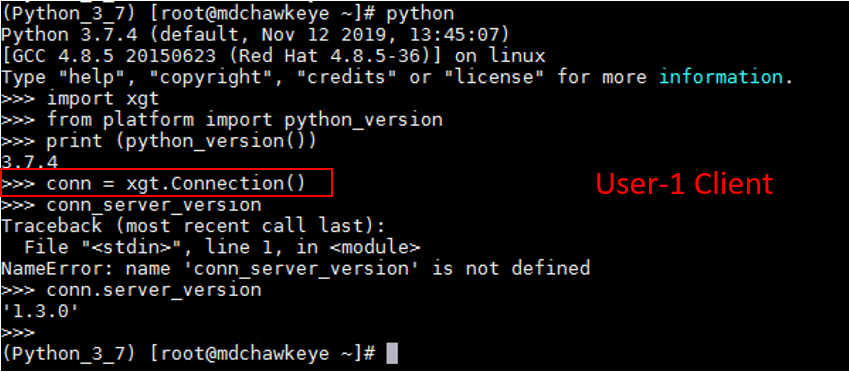 (Python_3_7) [root@mdchawkeye ~]# python
Python 3.7.4 (default, Nov 12 2019, 13:45:07)
[GCC 4.8.5 20150623 (Red Hat 4.8.5-36)] on linux
Type "help", "copyright", "credits" or "license" for more information.
>>> import xgt
>>> from platform import python_version
>>> print (python_version())
3.7.4
>>> conn = xgt.Connection()
User-1 Client
>>> conn_server_version
Traceback (most recent call last):
  File "<stdin>", line 1, in <module>
NameError: name 'conn_server_version' is not defined
>>> conn.server_version
'1.3.0'
>>>
(Python_3_7) [root@mdchawkeye ~]#